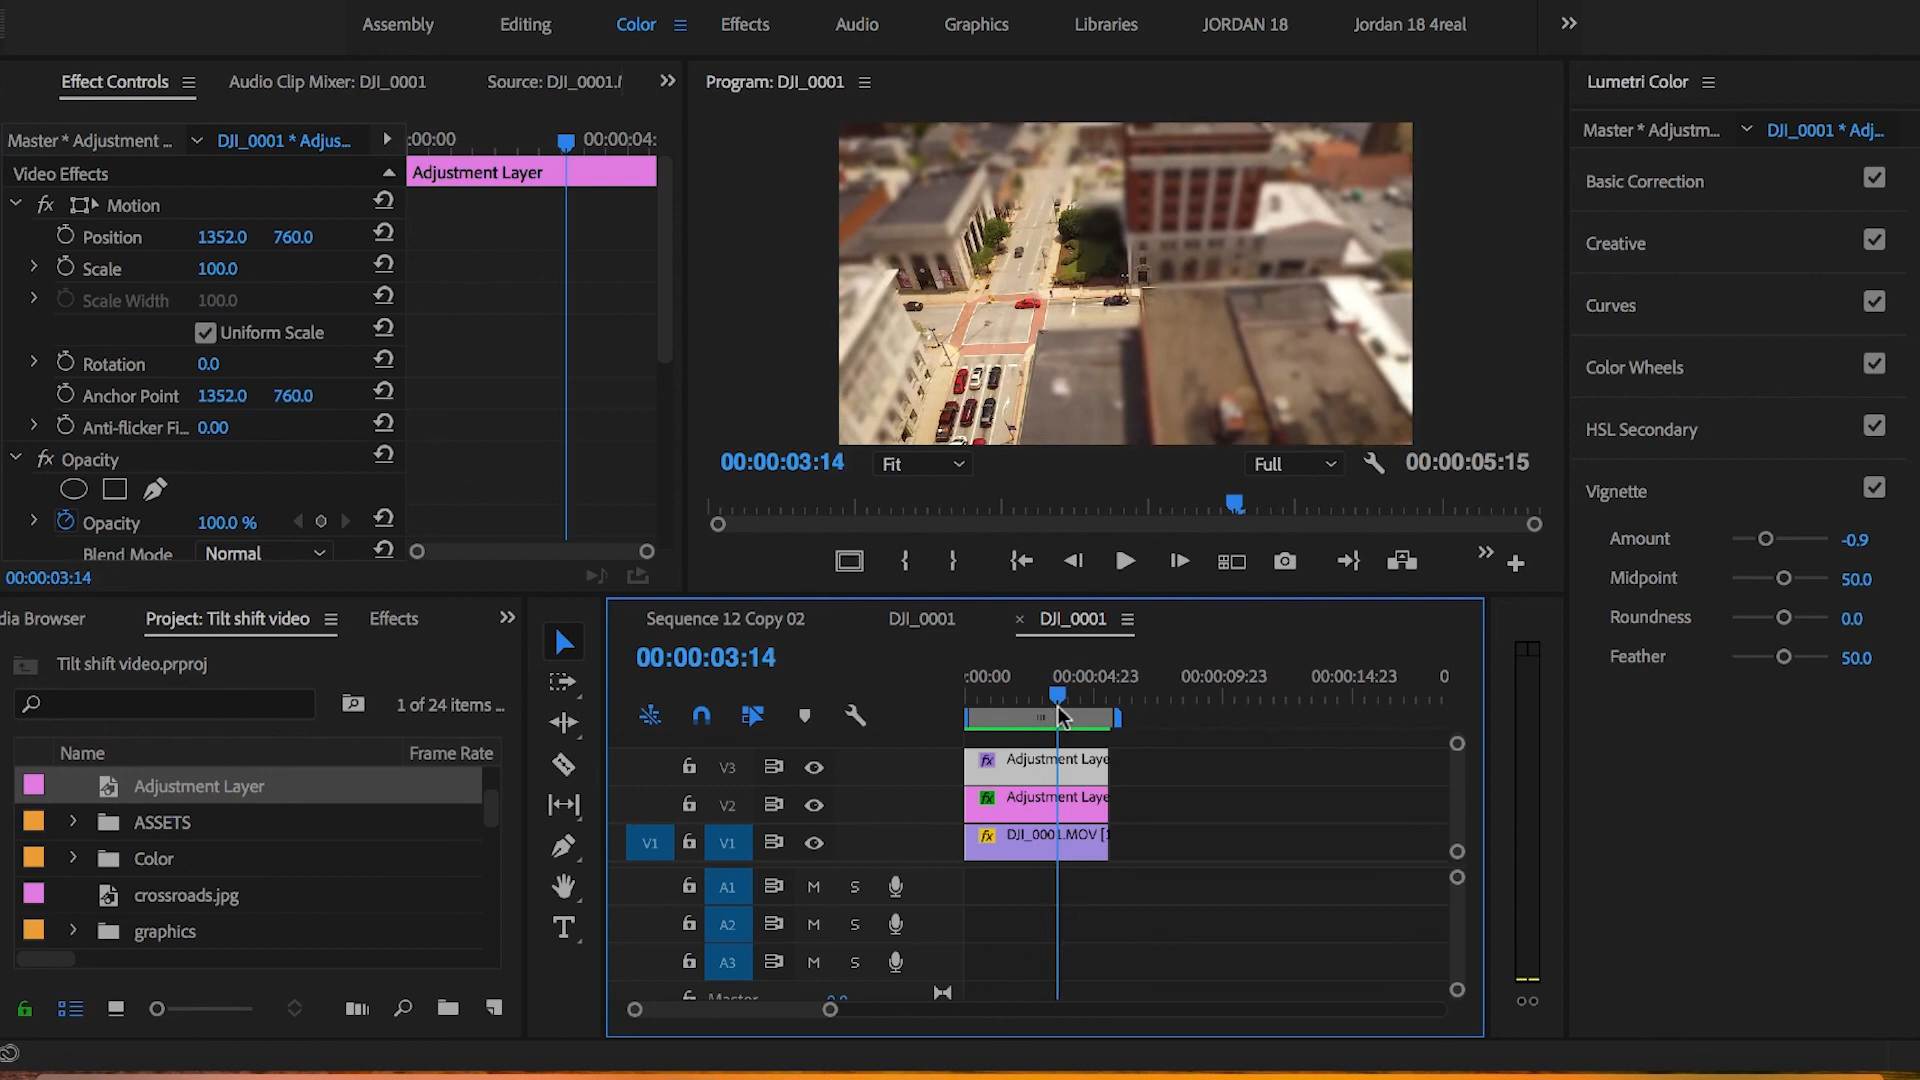 Assembly Editing Color Effects Audio Graphics Libraries JORDAN 18 Jordan 18 4real
Effect Controls Audio Clip Mixer: DJI_0001 Source: DJI_0001.
Program: DJI_0001
Lumetri Color
Master * Adjustment ... DJI_0001 * Adjus... :00:00 00:00:04:
Master * Adjustm... DJI_0001 * Adj...
Video Effects
Adjustment Layer
fx Motion
Position 1352.0 760.0
Scale 100.0
Scale Width 100.0
Uniform Scale
Rotation 0.0
Anchor Point 1352.0 760.0
Anti-flicker Fi... 0.00
fx Opacity
Opacity 100.0 %
Blend Mode Normal
00:00:03:14
00:00:03:14 Fit Full 00:00:05:15
Basic Correction
Creative
Curves
Color Wheels
HSL Secondary
Vignette
Amount -0.9
Midpoint 50.0
Roundness 0.0
Feather 50.0
dia Browser Project: Tilt shift video Effects
Tilt shift video.prproj
1 of 24 items ...
Name Frame Rate
Adjustment Layer
ASSETS
Color
crossroads.jpg
graphics
T
Sequence 12 Copy 02 DJI_0001 × DJI_0001
00:00:03:14
:00:00 00:00:04:23 00:00:09:23 00:00:14:23 0
V3 fx Adjustment Laye
V2 fx Adjustment Laye
V1 V1 fx DJI_0001.MOV [
A1 M S
A2 M S
A3 M S
Master 0.0